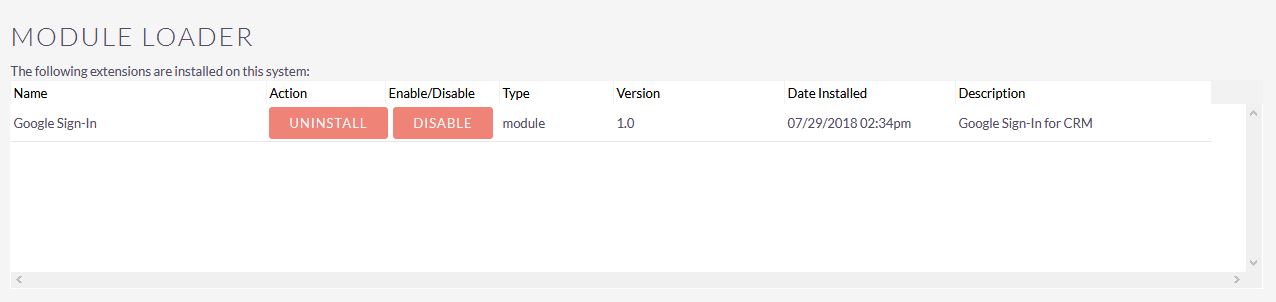 MODULE LOADER
The following extensions are installed on this system:
Name Action Enable/Disable Type Version Date Installed Description
Google Sign-In UNINSTALL DISABLE module 1.0 07/29/2018 02:34pm Google Sign-In for CRM